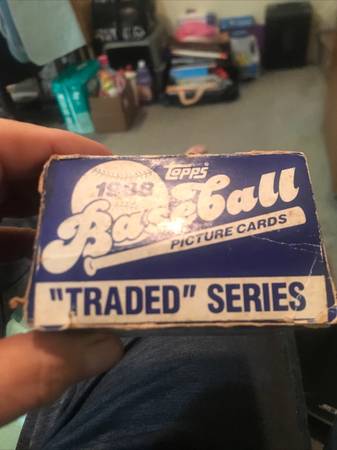 TOPPS
1988
Baseball
PICTURE CARDS
"TRADED" SERIES